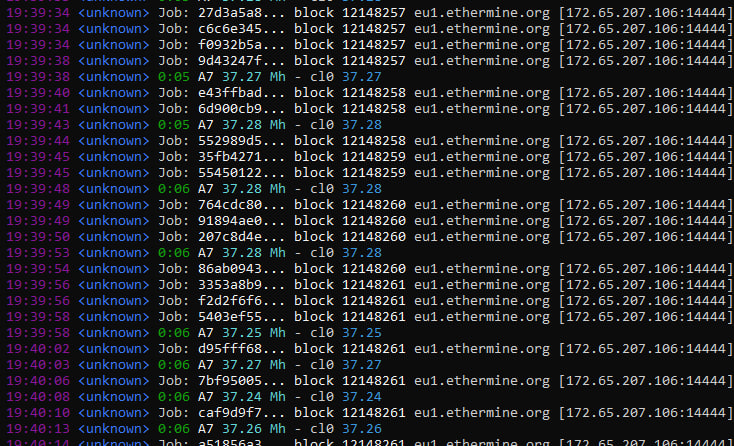 19:39:34 <unknown> Job: 27d3a5a8... block 12148257 eu1.ethermine.org [172.65.207.106:14444]
19:39:34 <unknown> Job: c6c6e345... block 12148257 eu1.ethermine.org [172.65.207.106:14444]
19:39:34 <unknown> Job: f0932b5a... block 12148257 eu1.ethermine.org [172.65.207.106:14444]
19:39:38 <unknown> Job: 9d43247f... block 12148257 eu1.ethermine.org [172.65.207.106:14444]
19:39:38 <unknown> 0:05 A7 37.27 Mh - cl0 37.27
19:39:40 <unknown> Job: e43ffbad... block 12148258 eu1.ethermine.org [172.65.207.106:14444]
19:39:41 <unknown> Job: 6d900cb9... block 12148258 eu1.ethermine.org [172.65.207.106:14444]
19:39:43 <unknown> 0:05 A7 37.28 Mh - cl0 37.28
19:39:44 <unknown> Job: 552989d5... block 12148258 eu1.ethermine.org [172.65.207.106:14444]
19:39:45 <unknown> Job: 35fb4271... block 12148259 eu1.ethermine.org [172.65.207.106:14444]
19:39:45 <unknown> Job: 55450122... block 12148259 eu1.ethermine.org [172.65.207.106:14444]
19:39:48 <unknown> 0:06 A7 37.28 Mh - cl0 37.28
19:39:49 <unknown> Job: 764cdc80... block 12148260 eu1.ethermine.org [172.65.207.106:14444]
19:39:49 <unknown> Job: 91894ae0... block 12148260 eu1.ethermine.org [172.65.207.106:14444]
19:39:50 <unknown> Job: 207c8d4e... block 12148260 eu1.ethermine.org [172.65.207.106:14444]
19:39:53 <unknown> 0:06 A7 37.28 Mh - cl0 37.28
19:39:54 <unknown> Job: 86ab0943... block 12148260 eu1.ethermine.org [172.65.207.106:14444]
19:39:56 <unknown> Job: 3353a8b9... block 12148261 eu1.ethermine.org [172.65.207.106:14444]
19:39:56 <unknown> Job: f2d2f6f6... block 12148261 eu1.ethermine.org [172.65.207.106:14444]
19:39:58 <unknown> Job: 5403ef55... block 12148261 eu1.ethermine.org [172.65.207.106:14444]
19:39:58 <unknown> 0:06 A7 37.25 Mh - cl0 37.25
19:40:02 <unknown> Job: d95fff68... block 12148261 eu1.ethermine.org [172.65.207.106:14444]
19:40:03 <unknown> 0:06 A7 37.27 Mh - cl0 37.27
19:40:06 <unknown> Job: 7bf95005... block 12148261 eu1.ethermine.org [172.65.207.106:14444]
19:40:08 <unknown> 0:06 A7 37.24 Mh - cl0 37.24
19:40:10 <unknown> Job: caf9d9f7... block 12148261 eu1.ethermine.org [172.65.207.106:14444]
19:40:13 <unknown> 0:06 A7 37.26 Mh - cl0 37.26
19:40:14 <unknown> Job: a51856a3... block 12148261 eu1.ethermine.org [172.65.207.106:14444]